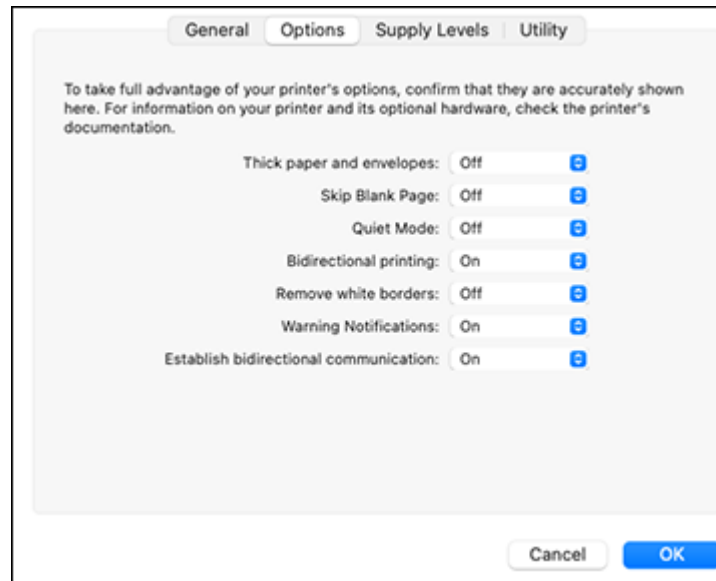 General Options Supply Levels Utility
To take full advantage of your printer's options, confirm that they are accurately shown
here. For information on your printer and its optional hardware, check the printer's
documentation.
Thick paper and envelopes: Off
Skip Blank Page: Off
Quiet Mode: Off
Bidirectional printing: On
Remove white borders: Off
Warning Notifications: On
Establish bidirectional communication: On
Cancel OK